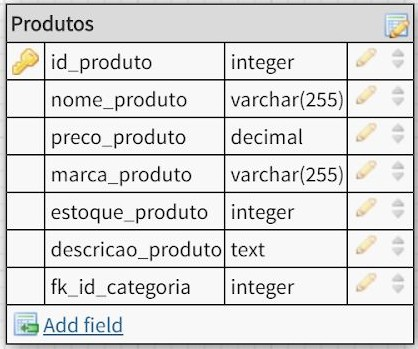 Produtos
id_produto integer
nome_produto varchar(255)
preco_produto decimal
marca_produto varchar(255)
estoque_produto integer
descricao_produto text
fk_id_categoria integer
Add field